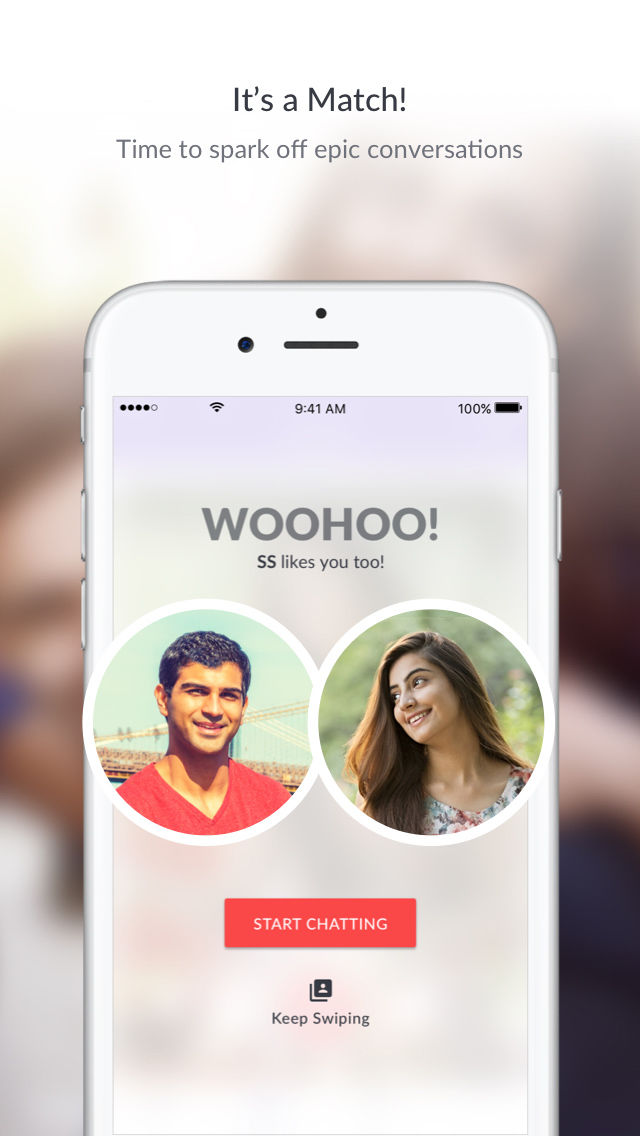 It’s a Match!
Time to spark off epic conversations
9:41 AM
100%
WOOHOO!
SS likes you too!
START CHATTING
Keep Swiping